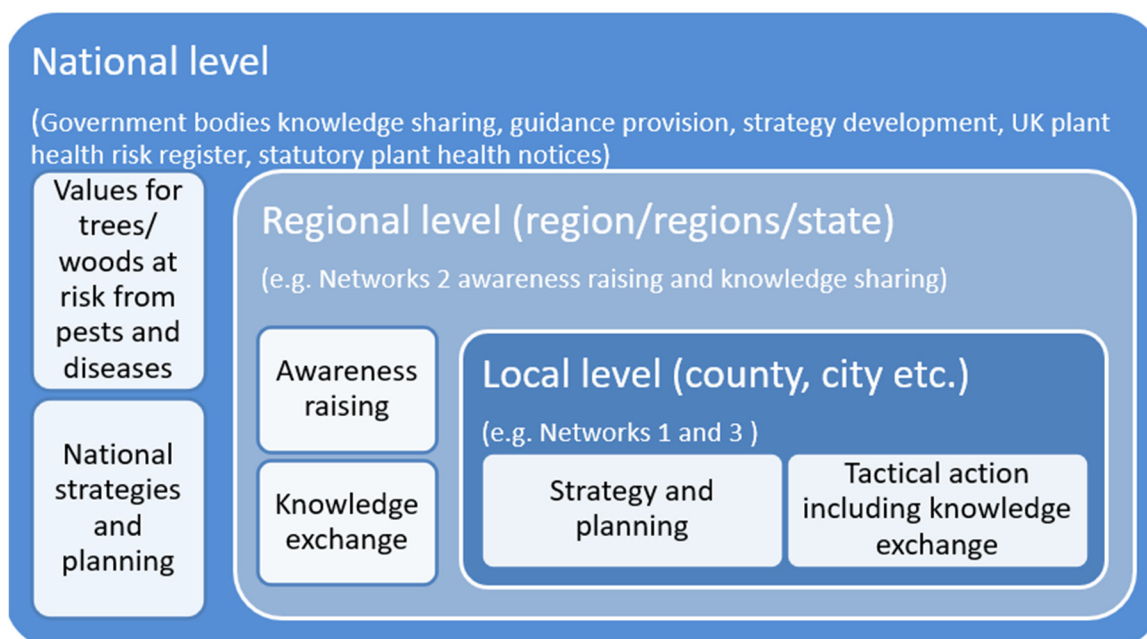 National level
(Government bodies knowledge sharing, guidance provision, strategy development, UK plant
health risk register, statutory plant health notices)
Values for
trees/
woods at
risk from
pests and
diseases
National
strategies
and
planning
Regional level (region/regions/state)
(e.g. Networks 2 awareness raising and knowledge sharing)
Awareness
raising
Knowledge
exchange
Local level (county, city etc.)
(e.g. Networks 1 and 3 )
Strategy and
planning
Tactical action
including knowledge
exchange